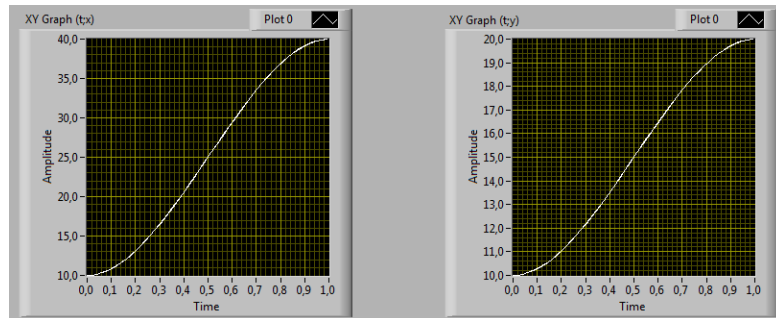 XY Graph (t;x)
Plot 0
40,0
35,0
30,0
25,0
20,0
15,0
10,0
Amplitude
0,0 0,1 0,2 0,3 0,4 0,5 0,6 0,7 0,8 0,9 1,0
Time
XY Graph (t;y)
Plot 0
20,0
19,0
18,0
17,0
16,0
15,0
14,0
13,0
12,0
11,0
10,0
Amplitude
0,0 0,1 0,2 0,3 0,4 0,5 0,6 0,7 0,8 0,9 1,0
Time